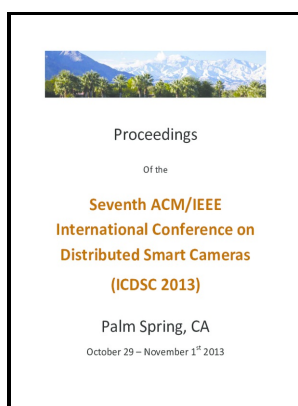 Proceedings
Of the
Seventh ACM/IEEE
International Conference on
Distributed Smart Cameras
(ICDSC 2013)
Palm Spring, CA
October 29 – November 1st 2013